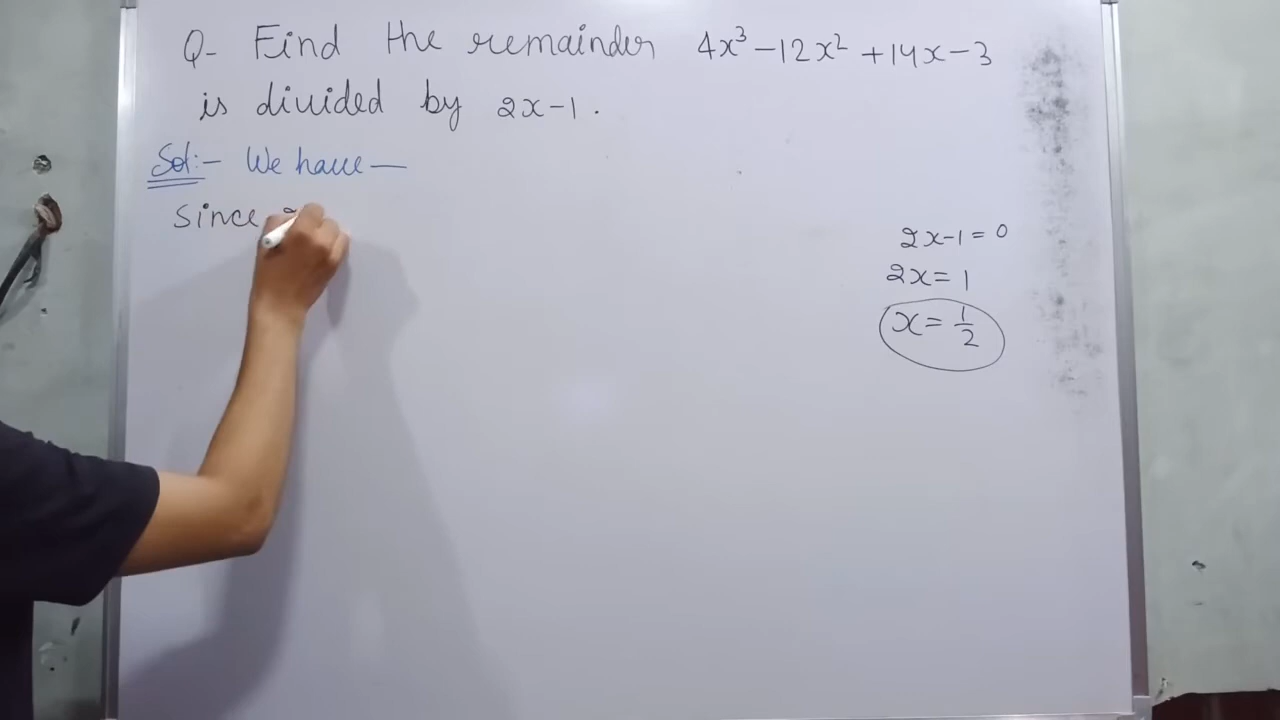 Q- Find the remainder 4x³ - 12x² + 14x - 3
is divided by 2x-1.
Sol:- We have —
Since
2x-1=0
2x=1
x=1/2